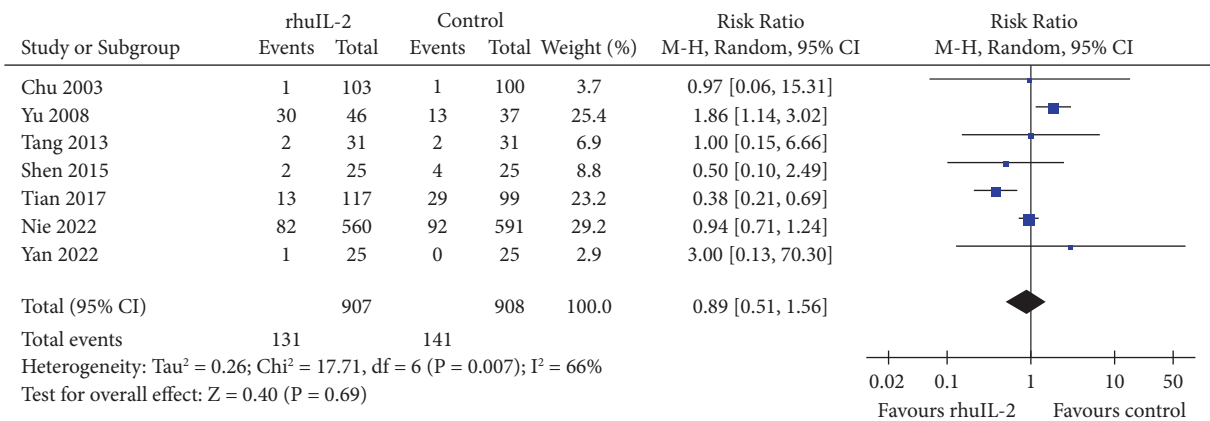 rhuIL-2 Control Risk Ratio Risk Ratio
Study or Subgroup Events Total Events Total Weight (%) M-H, Random, 95% CI M-H, Random, 95% CI
Chu 2003 1 103 1 100 3.7 0.97 [0.06, 15.31]
Yu 2008 30 46 13 37 25.4 1.86 [1.14, 3.02]
Tang 2013 2 31 2 31 6.9 1.00 [0.15, 6.66]
Shen 2015 2 25 4 25 8.8 0.50 [0.10, 2.49]
Tian 2017 13 117 29 99 23.2 0.38 [0.21, 0.69]
Nie 2022 82 560 92 591 29.2 0.94 [0.71, 1.24]
Yan 2022 1 25 0 25 2.9 3.00 [0.13, 70.30]
Total (95% CI) 907 908 100.0 0.89 [0.51, 1.56]
Total events 131 141
Heterogeneity: Tau² = 0.26; Chi² = 17.71, df = 6 (P = 0.007); I² = 66%
Test for overall effect: Z = 0.40 (P = 0.69)
0.02 0.1 1 10 50
Favours rhuIL-2 Favours control